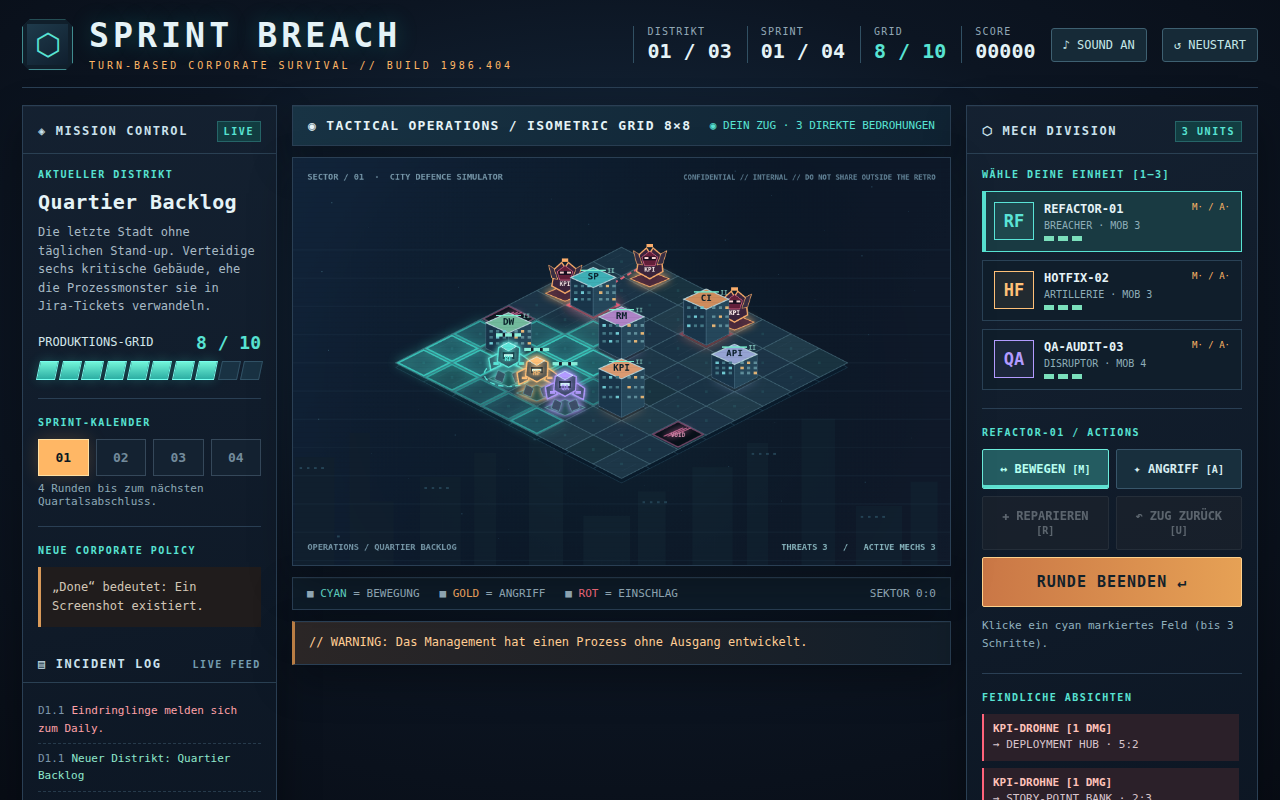 SPRINT BREACH
TURN-BASED CORPORATE SURVIVAL // BUILD 1986.404
DISTRIKT
01 / 03
SPRINT
01 / 04
GRID
8 / 10
SCORE
00000
♪ SOUND AN
↺ NEUSTART
◈ MISSION CONTROL
LIVE
AKTUELLER DISTRIKT
Quartier Backlog
Die letzte Stadt ohne
täglichen Stand-up. Verteidige
sechs kritische Gebäude, ehe
die Prozessmonster sie in
Jira-Tickets verwandeln.
PRODUKTIONS-GRID 8 / 10
SPRINT-KALENDER
01 02 03 04
4 Runden bis zum nächsten
Quartalsabschluss.
NEUE CORPORATE POLICY
„Done“ bedeutet: Ein
Screenshot existiert.
▤ INCIDENT LOG LIVE FEED
D1.1 Eindringlinge melden sich
zum Daily.
D1.1 Neuer Distrikt: Quartier
Backlog
◉ TACTICAL OPERATIONS / ISOMETRIC GRID 8×8
◉ DEIN ZUG · 3 DIREKTE BEDROHUNGEN
SECTOR / 01 · CITY DEFENCE SIMULATOR
CONFIDENTIAL // INTERNAL // DO NOT SHARE OUTSIDE THE RETRO
KPI
SP
KPI
CI
KPI
DW
RM
API
KPI
VOID
OPERATIONS / QUARTIER BACKLOG
THREATS 3 / ACTIVE MECHS 3
■ CYAN = BEWEGUNG ■ GOLD = ANGRIFF ■ ROT = EINSCHLAG
SEKTOR 0:0
// WARNING: Das Management hat einen Prozess ohne Ausgang entwickelt.
⬡ MECH DIVISION
3 UNITS
WÄHLE DEINE EINHEIT [1–3]
RF
REFACTOR-01
M· / A·
BREACHER · MOB 3
HF
HOTFIX-02
M· / A·
ARTILLERIE · MOB 3
QA
QA-AUDIT-03
M· / A·
DISRUPTOR · MOB 4
REFACTOR-01 / ACTIONS
↔ BEWEGEN [M]
✦ ANGRIFF [A]
✚ REPARIEREN
[R]
↶ ZUG ZURÜCK
[U]
RUNDE BEENDEN ↵
Klicke ein cyan markiertes Feld (bis 3
Schritte).
FEINDLICHE ABSICHTEN
KPI-DROHNE [1 DMG]
→ DEPLOYMENT HUB · 5:2
KPI-DROHNE [1 DMG]
→ STORY-POINT BANK · 2:3